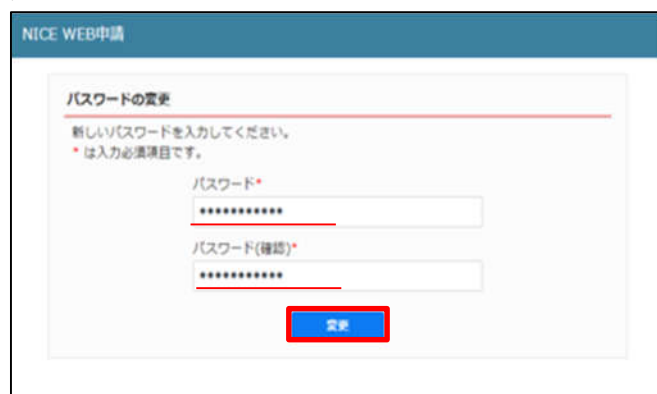 NICE WEB申請
パスワードの変更
新しいパスワードを入力してください。
* は入力必須項目です。
パスワード*
***********
パスワード(確認)*
***********
変更